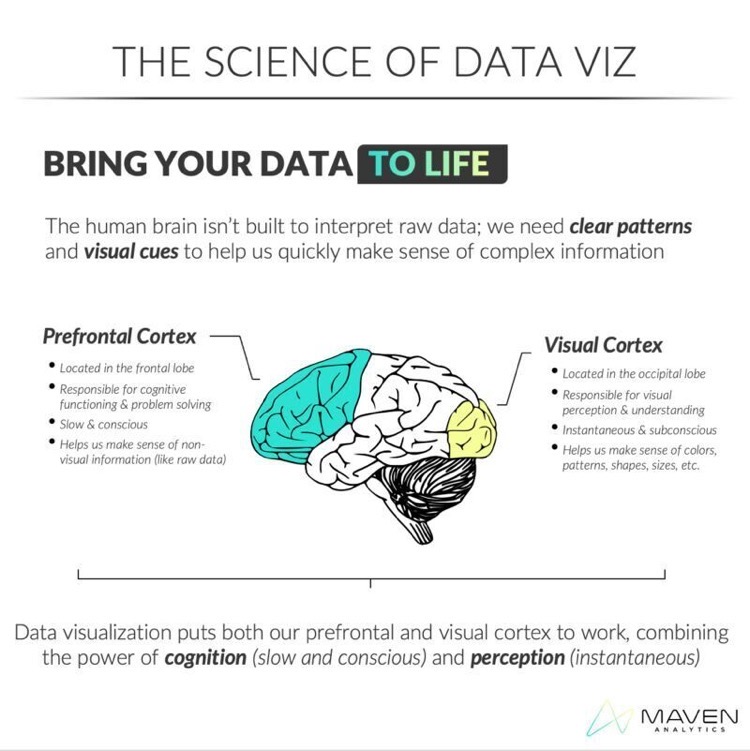 THE SCIENCE OF DATA VIZ
BRING YOUR DATA TO LIFE
The human brain isn't built to interpret raw data; we need clear patterns
and visual cues to help us quickly make sense of complex information
Prefrontal Cortex
• Located in the frontal lobe
• Responsible for cognitive
functioning & problem solving
• Slow & conscious
• Helps us make sense of non-
visual information (like raw data)
Visual Cortex
• Located in the occipital lobe
• Responsible for visual
perception & understanding
• Instantaneous & subconscious
• Helps us make sense of colors,
patterns, shapes, sizes, etc.
Data visualization puts both our prefrontal and visual cortex to work, combining
the power of cognition (slow and conscious) and perception (instantaneous)
MAVEN
ANALYTICS